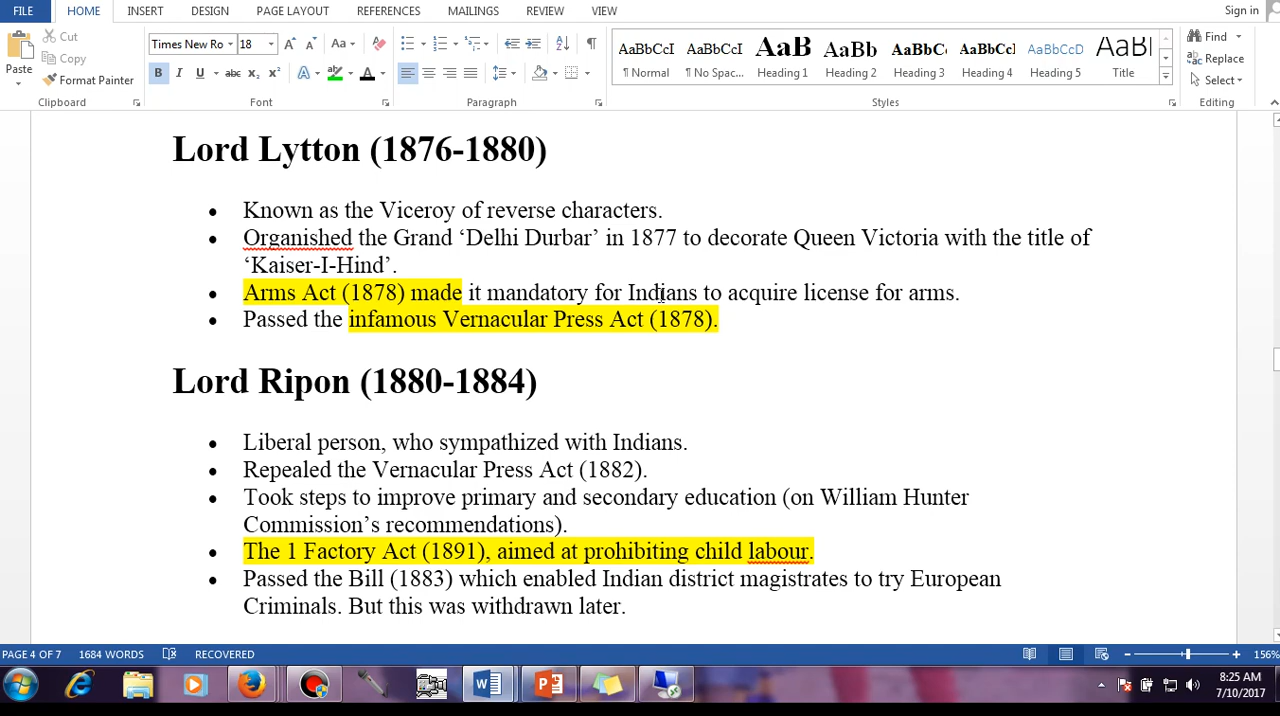 FILE HOME INSERT DESIGN PAGE LAYOUT REFERENCES MAILINGS REVIEW VIEW Sign in
Cut
Copy
Format Painter
Paste
Times New Ro 18
Aa
B I U abc x₂ x² A A
AaBbCcI AaBbCcI AaB AaBb AaBbCc AaBbCcI AaBbCcD AaBI
¶ Normal ¶ No Spac... Heading 1 Heading 2 Heading 3 Heading 4 Heading 5 Title
Find
Replace
Select
Clipboard Font Paragraph Styles Editing
Lord Lytton (1876-1880)
• Known as the Viceroy of reverse characters.
• Organished the Grand ‘Delhi Durbar’ in 1877 to decorate Queen Victoria with the title of
‘Kaiser-I-Hind’.
• Arms Act (1878) made it mandatory for Indians to acquire license for arms.
• Passed the infamous Vernacular Press Act (1878).
Lord Ripon (1880-1884)
• Liberal person, who sympathized with Indians.
• Repealed the Vernacular Press Act (1882).
• Took steps to improve primary and secondary education (on William Hunter
Commission’s recommendations).
• The 1 Factory Act (1891), aimed at prohibiting child labour.
• Passed the Bill (1883) which enabled Indian district magistrates to try European
Criminals. But this was withdrawn later.
PAGE 4 OF 7 1684 WORDS RECOVERED 156%
8:25 AM
7/10/2017